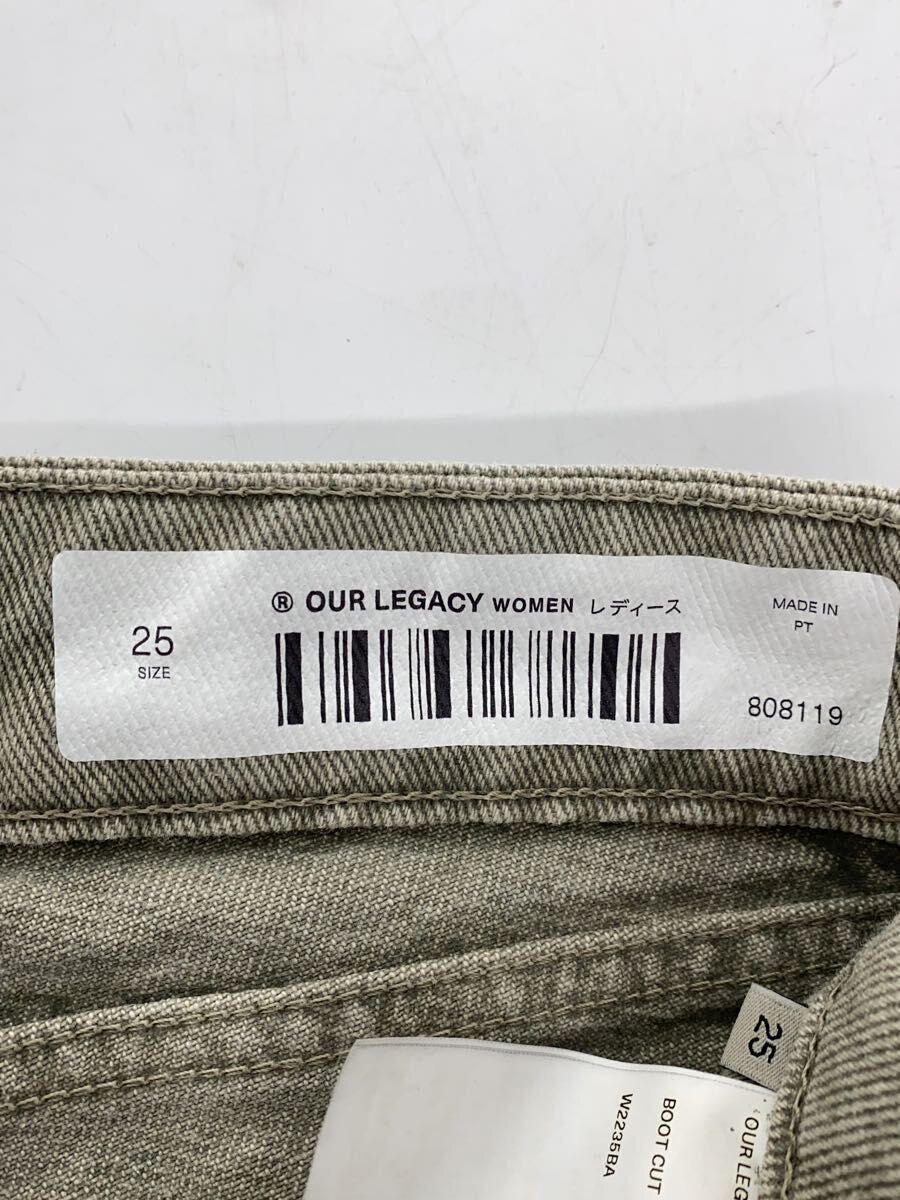 25
SIZE
® OUR LEGACY WOMEN レディース
MADE IN
PT
808119
25
OUR LEG
BOOT CUT
W2235BA